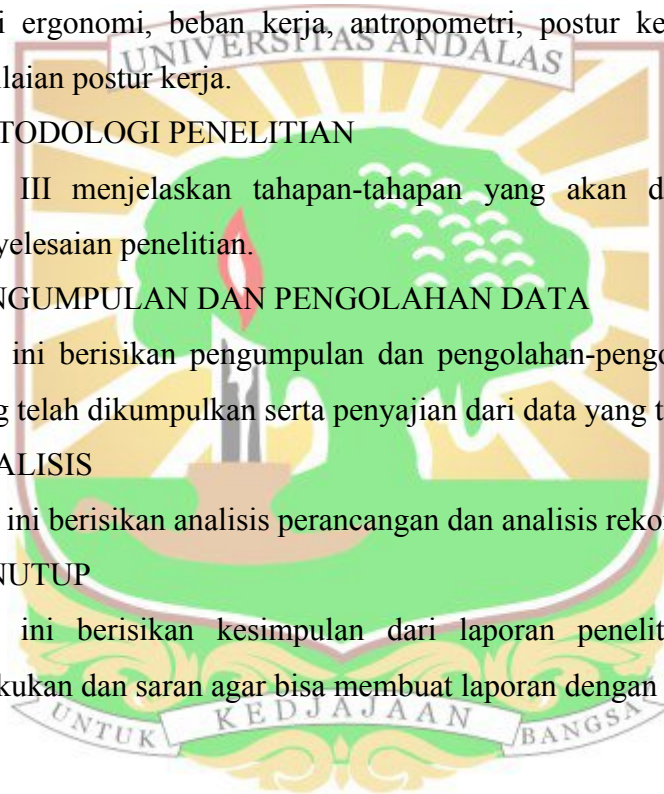 i ergonomi, beban kerja, antropometri, postur ke
UNIVERSITAS ANDALAS
laian postur kerja.
TODOLOGI PENELITIAN
III menjelaskan tahapan-tahapan yang akan d
yelesaian penelitian.
NGUMPULAN DAN PENGOLAHAN DATA
ini berisikan pengumpulan dan pengolahan-pengo
g telah dikumpulkan serta penyajian dari data yang t
ALISIS
ini berisikan analisis perancangan dan analisis reko
NUTUP
ini berisikan kesimpulan dari laporan penelit
kukan dan saran agar bisa membuat laporan dengan
UNTUK KEDJAJAAN BANGSA